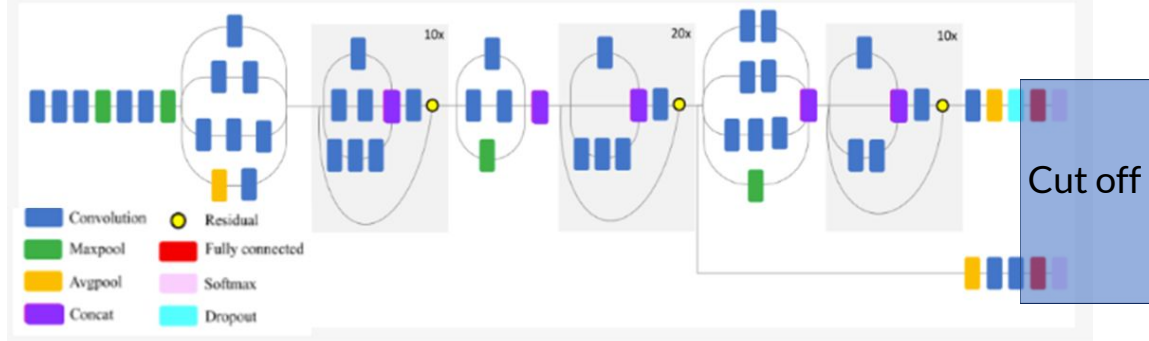 10x
20x
10x
Cut off
Convolution
Residual
Maxpool
Fully connected
Avgpool
Softmax
Concat
Dropout